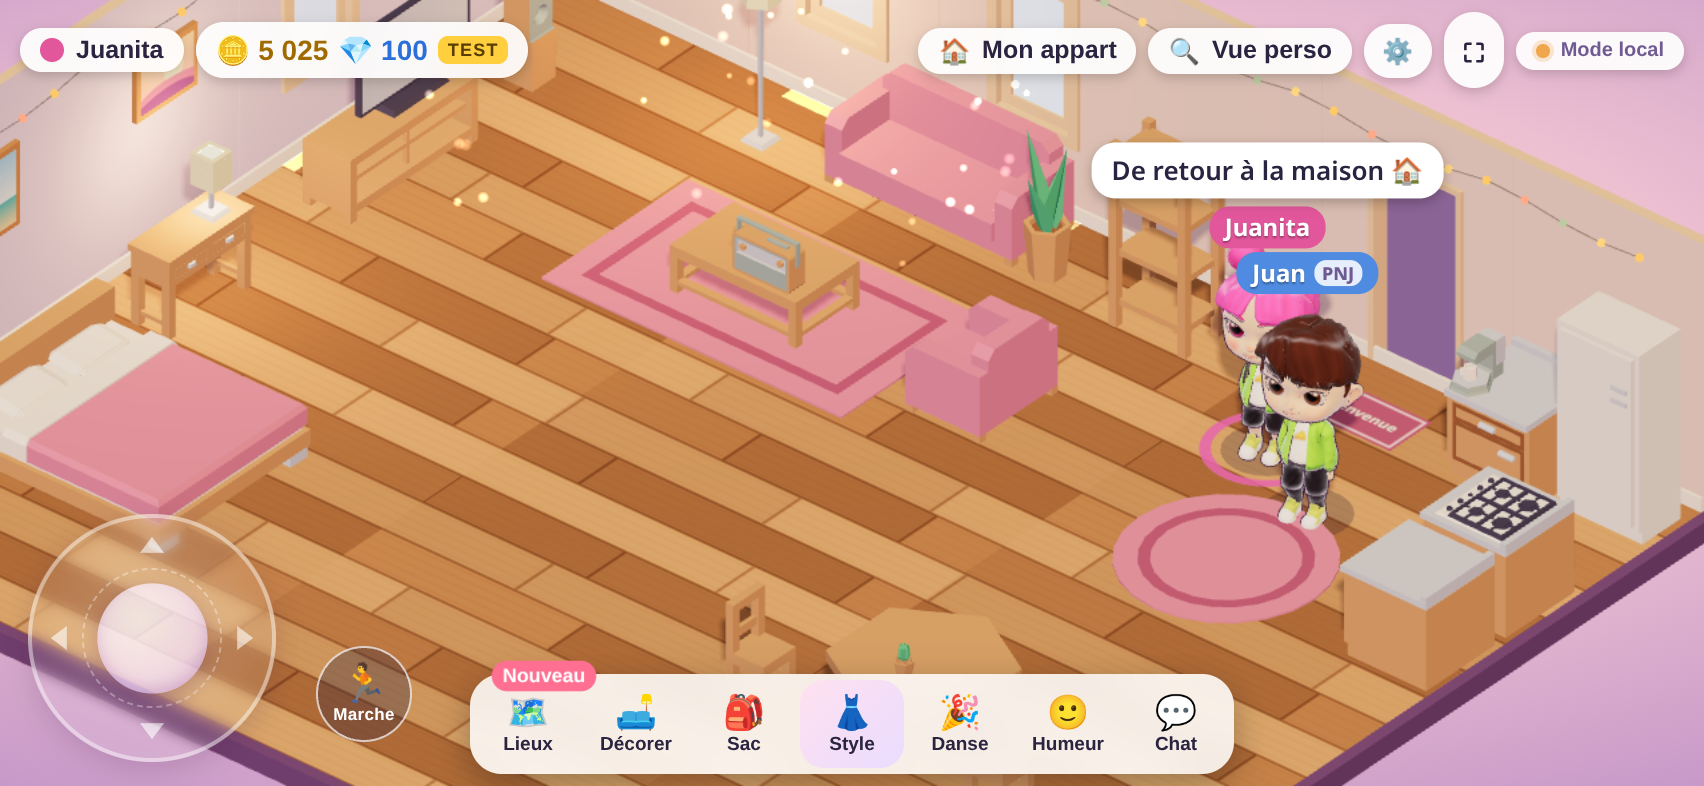 Juanita
5 025
100
TEST
Mon appart
Vue perso
Mode local
De retour à la maison
Juanita
Juan PNJ
Marche
Nouveau
Lieux
Décorer
Sac
Style
Danse
Humeur
Chat